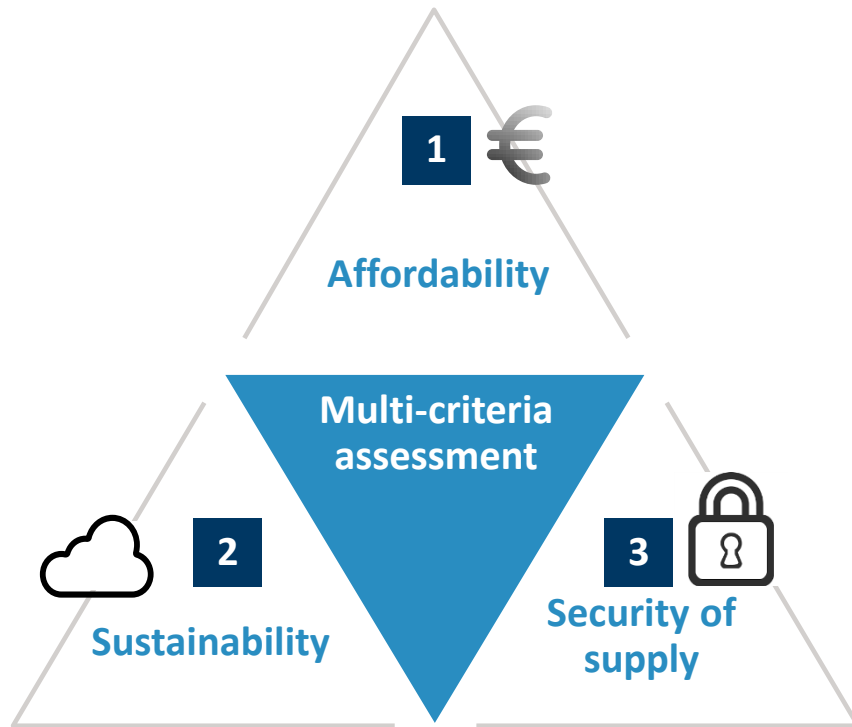 1
€
Affordability
Multi-criteria
assessment
2
Sustainability
3
Security of
supply